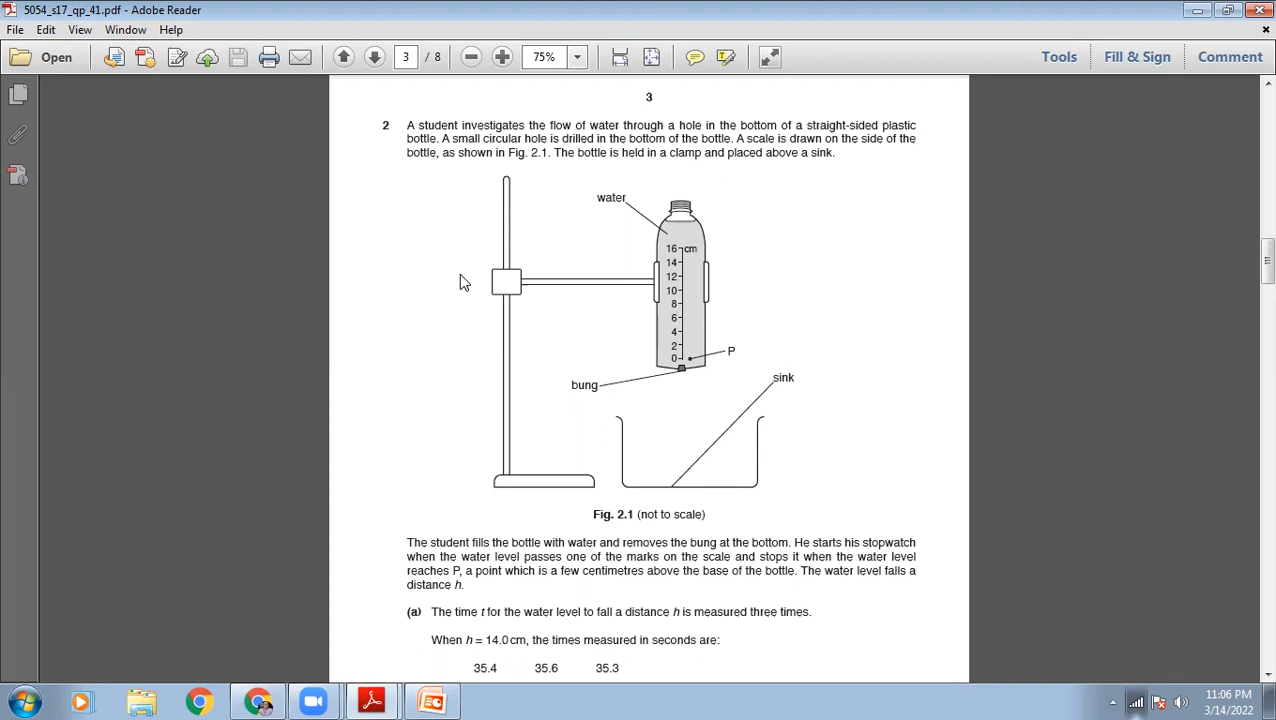 5054_s17_qp_41.pdf - Adobe Reader
File Edit View Window Help
Open 3 / 8 75% Tools Fill & Sign Comment
3
2 A student investigates the flow of water through a hole in the bottom of a straight-sided plastic
bottle. A small circular hole is drilled in the bottom of the bottle. A scale is drawn on the side of the
bottle, as shown in Fig. 2.1. The bottle is held in a clamp and placed above a sink.
water
16 cm
14
12
10
8
6
4
2
0
P
bung
sink
Fig. 2.1 (not to scale)
The student fills the bottle with water and removes the bung at the bottom. He starts his stopwatch
when the water level passes one of the marks on the scale and stops it when the water level
reaches P, a point which is a few centimetres above the base of the bottle. The water level falls a
distance h.
(a) The time t for the water level to fall a distance h is measured three times.
When h = 14.0 cm, the times measured in seconds are:
35.4 35.6 35.3
11:06 PM
3/14/2022